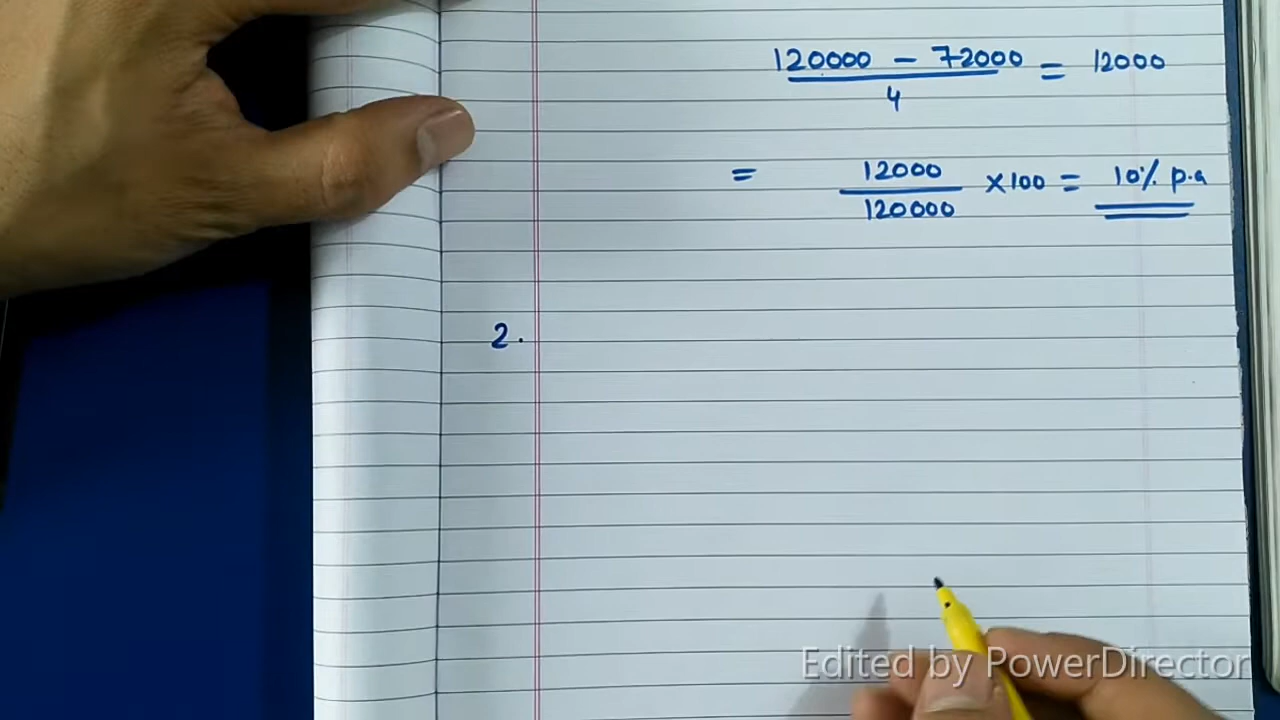 120000 - 72000 = 12000
4
= 12000 ×100 = 10% p.a
120000
2.
Edited by PowerDirector